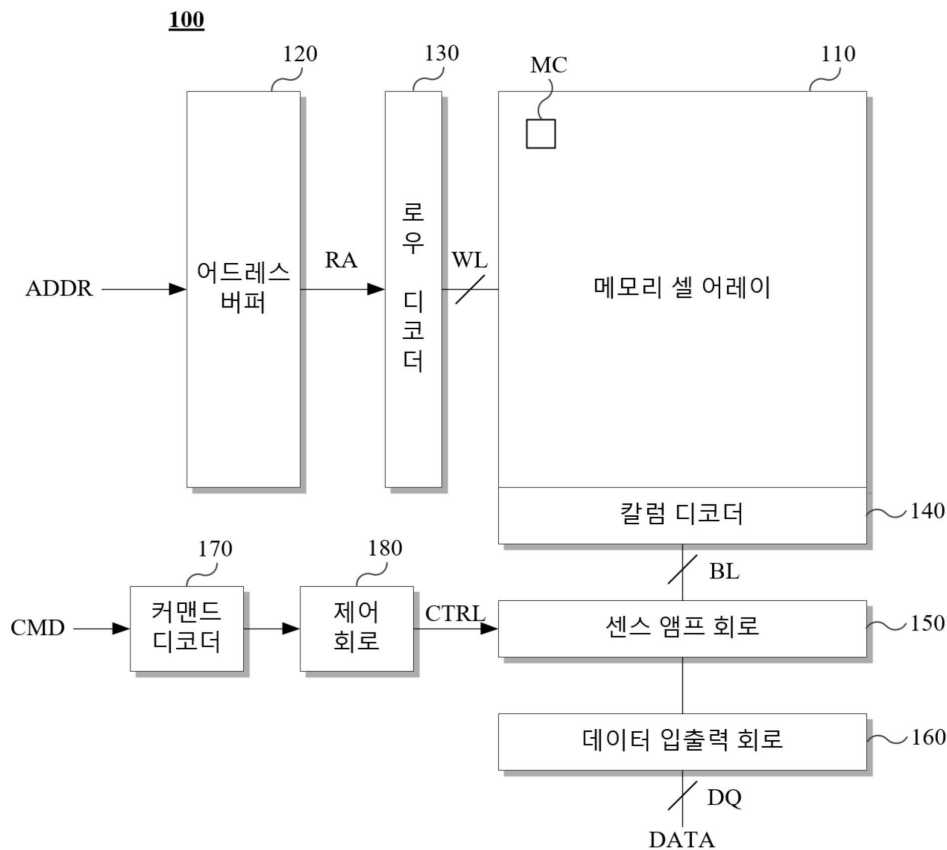 100
120
130
MC
110
어드레스
버퍼
로우 디코더
메모리 셀 어레이
ADDR
RA
WL
칼럼 디코더
140
BL
170
180
CMD
커맨드
디코더
제어
회로
CTRL
센스 앰프 회로
150
데이터 입출력 회로
160
DQ
DATA